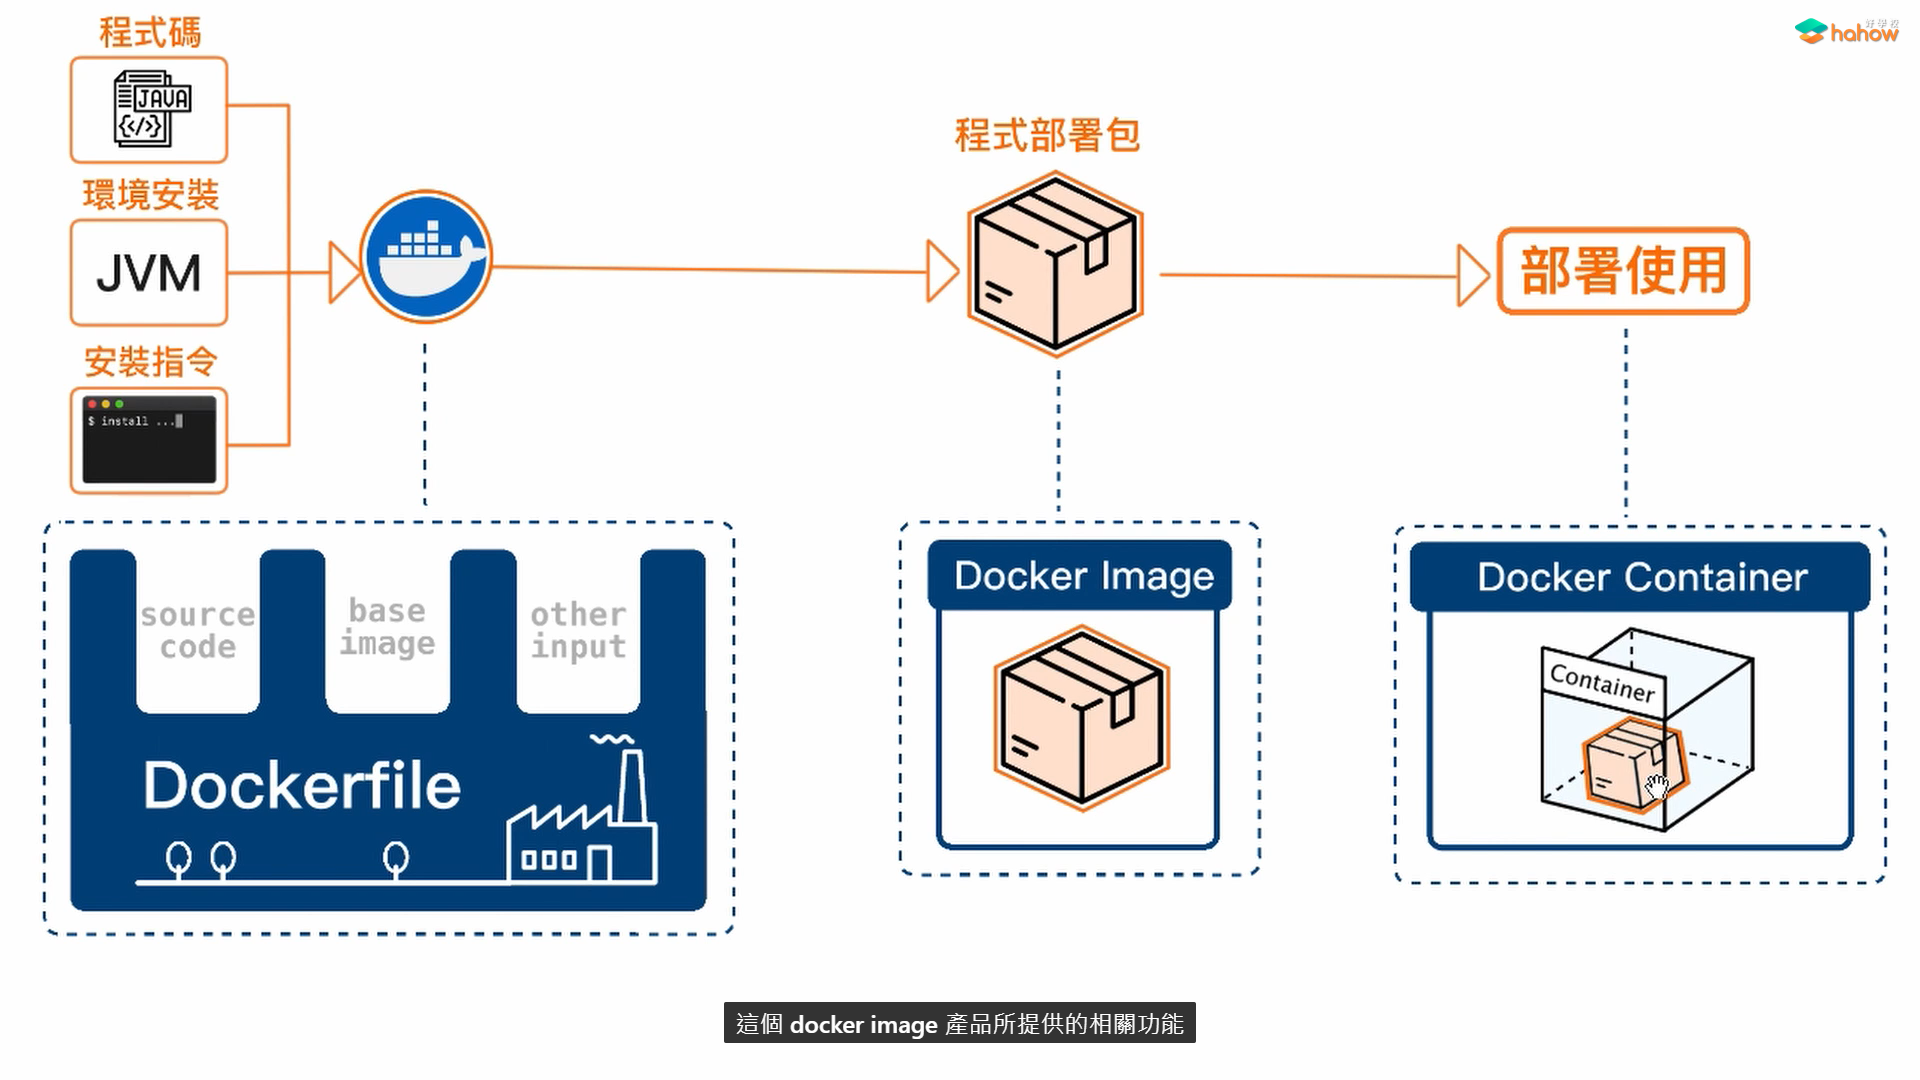 程式碼
好學校
hahow
JAVA
{</>}
環境安裝
JVM
安裝指令
$ install ...
程式部署包
部署使用
source
code
base
image
other
input
Dockerfile
Docker Image
Docker Container
Container
這個 docker image 產品所提供的相關功能